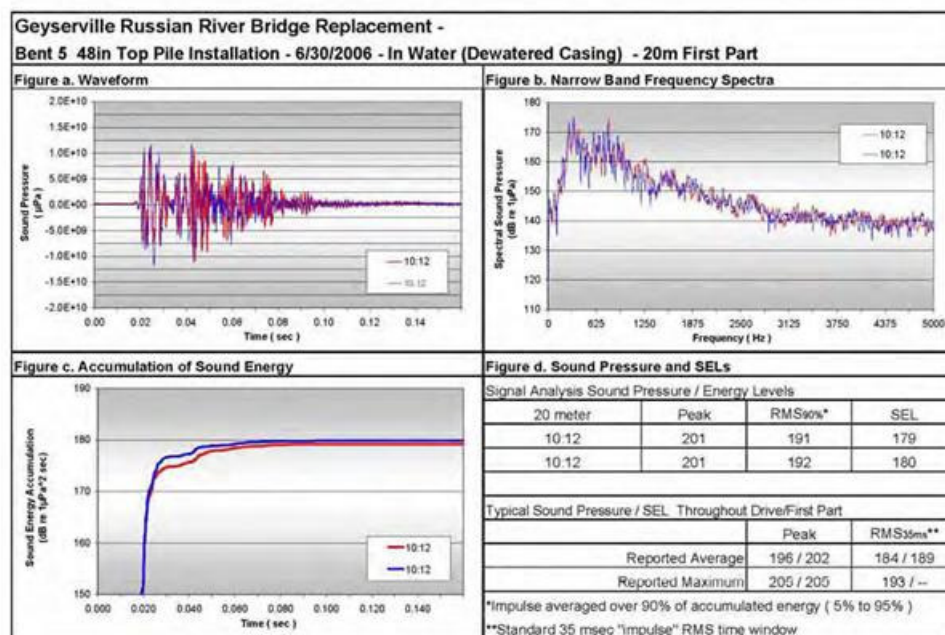 Geyserville Russian River Bridge Replacement -
Bent 5 48in Top Pile Installation - 6/30/2006 - In Water (Dewatered Casing) - 20m First Part
Figure a. Waveform
2.0E+10
1.5E+10
1.0E+10
5.0E+09
0.0E+00
-5.0E+09
-1.0E+10
-1.5E+10
-2.0E+10
Sound Pressure
( µPa )
10:12
10:12
0.00 0.02 0.04 0.06 0.08 0.10 0.12 0.14
Time ( sec )
Figure b. Narrow Band Frequency Spectra
180
170
160
150
140
130
120
110
Spectral Sound Pressure
(dB re 1µPa)
10:12
10:12
0 625 1250 1875 2500 3125 3750 4375 5000
Frequency ( Hz )
Figure c. Accumulation of Sound Energy
190
180
170
160
150
Sound Energy Accumulation
(dB re 1µPa^2 sec)
10:12
10:12
0.000 0.020 0.040 0.060 0.080 0.100 0.120 0.140
Time ( sec )
Figure d. Sound Pressure and SELs
Signal Analysis Sound Pressure / Energy Levels
20 meter Peak RMS90%* SEL
10:12 201 191 179
10:12 201 192 180
Typical Sound Pressure / SEL Throughout Drive/First Part
Peak RMS35ms**
Reported Average 196 / 202 184 / 189
Reported Maximum 205 / 205 193 / --
*Impulse averaged over 90% of accumulated energy ( 5% to 95% )
**Standard 35 msec "impulse" RMS time window